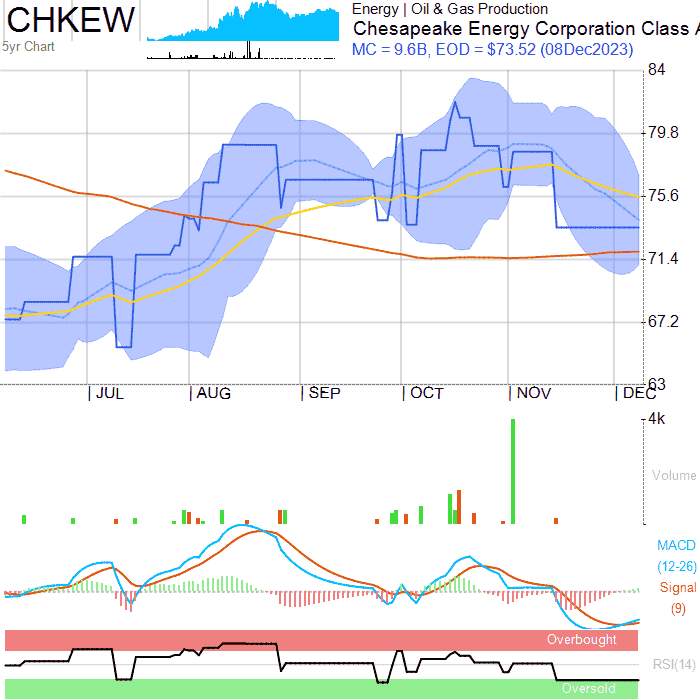 CHKEW
5yr Chart
Energy | Oil & Gas Production
Chesapeake Energy Corporation Class A
MC = 9.6B, EOD = $73.52 (08Dec2023)
84
79.8
75.6
71.4
67.2
63
JUL AUG SEP OCT NOV DEC
4k
Volume
MACD
(12-26)
Signal
(9)
Overbought
RSI(14)
Oversold